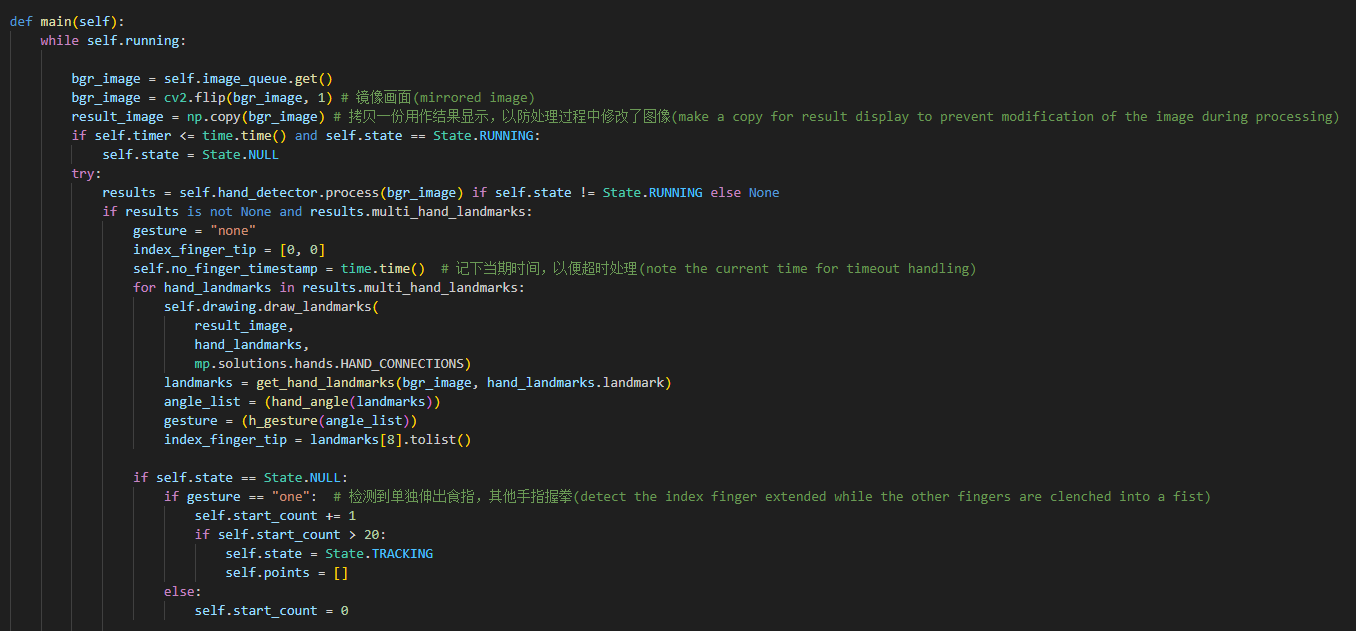 def main(self):
    while self.running:

        bgr_image = self.image_queue.get()
        bgr_image = cv2.flip(bgr_image, 1) # 镜像画面(mirrored image)
        result_image = np.copy(bgr_image) # 拷贝一份用作结果显示，以防处理过程中修改了图像(make a copy for result display to prevent modification of the image during processing)
        if self.timer <= time.time() and self.state == State.RUNNING:
            self.state = State.NULL
        try:
            results = self.hand_detector.process(bgr_image) if self.state != State.RUNNING else None
            if results is not None and results.multi_hand_landmarks:
                gesture = "none"
                index_finger_tip = [0, 0]
                self.no_finger_timestamp = time.time()  # 记下当期时间，以便超时处理(note the current time for timeout handling)
                for hand_landmarks in results.multi_hand_landmarks:
                    self.drawing.draw_landmarks(
                        result_image,
                        hand_landmarks,
                        mp.solutions.hands.HAND_CONNECTIONS)
                    landmarks = get_hand_landmarks(bgr_image, hand_landmarks.landmark)
                    angle_list = (hand_angle(landmarks))
                    gesture = (h_gesture(angle_list))
                    index_finger_tip = landmarks[8].tolist()

                if self.state == State.NULL:
                    if gesture == "one":  # 检测到单独伸出食指，其他手指握拳(detect the index finger extended while the other fingers are clenched into a fist)
                        self.start_count += 1
                        if self.start_count > 20:
                            self.state = State.TRACKING
                            self.points = []
                    else:
                        self.start_count = 0